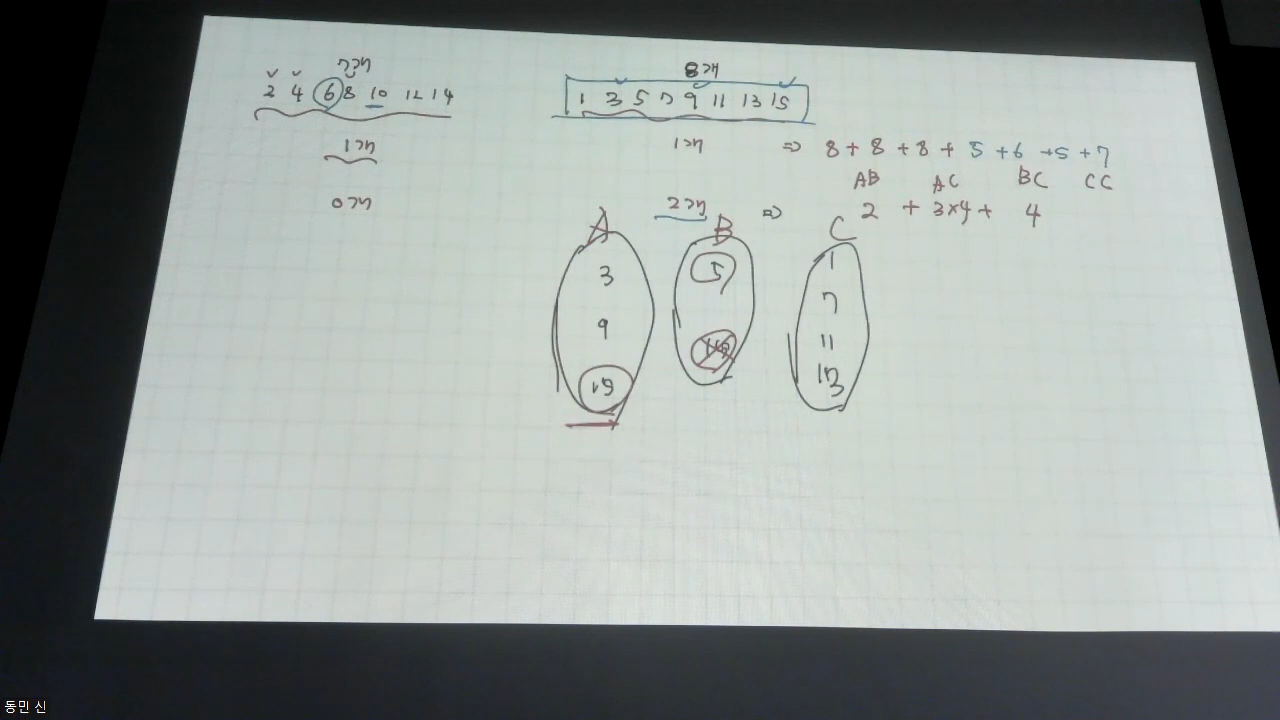 7개
2 4 6 8 10 12 14
1개
0개
8개
1 3 5 7 9 11 13 15
1개 ⇒ 8 + 8 + 8 + 5 + 6 + 5 + 7
AB AC BC CC
2개 ⇒ 2 + 3×4 + 4
A B C
3 5 1
9 7
15 11
13
동민 신